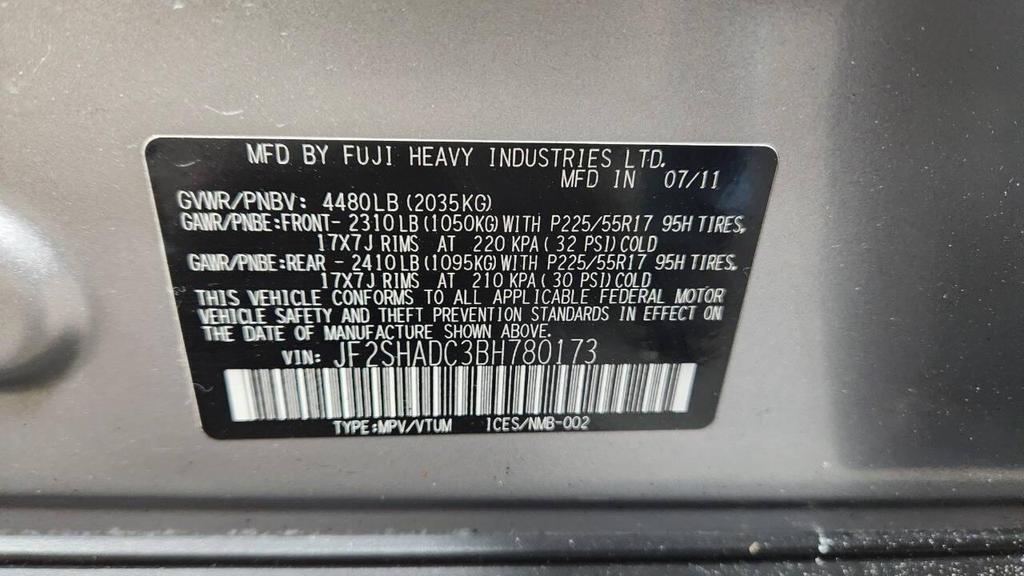 MFD BY FUJI HEAVY INDUSTRIES LTD.
MFD IN 07/11
GVWR/PNBV: 4480LB(2035KG)
GAWR/PNBE:FRONT- 2310LB(1050KG)WITH P225/55R17 95H TIRES,
17X7J RIMS AT 220 KPA( 32 PSI)COLD
GAWR/PNBE:REAR - 2410LB(1095KG)WITH P225/55R17 95H TIRES,
17X7J RIMS AT 210 KPA( 30 PSI)COLD
THIS VEHICLE CONFORMS TO ALL APPLICABLE FEDERAL MOTOR
VEHICLE SAFETY AND THEFT PREVENTION STANDARDS IN EFFECT ON
THE DATE OF MANUFACTURE SHOWN ABOVE.
VIN: JF2SHADC3BH780173
TYPE:MPV/VTUM ICES/NMB-002